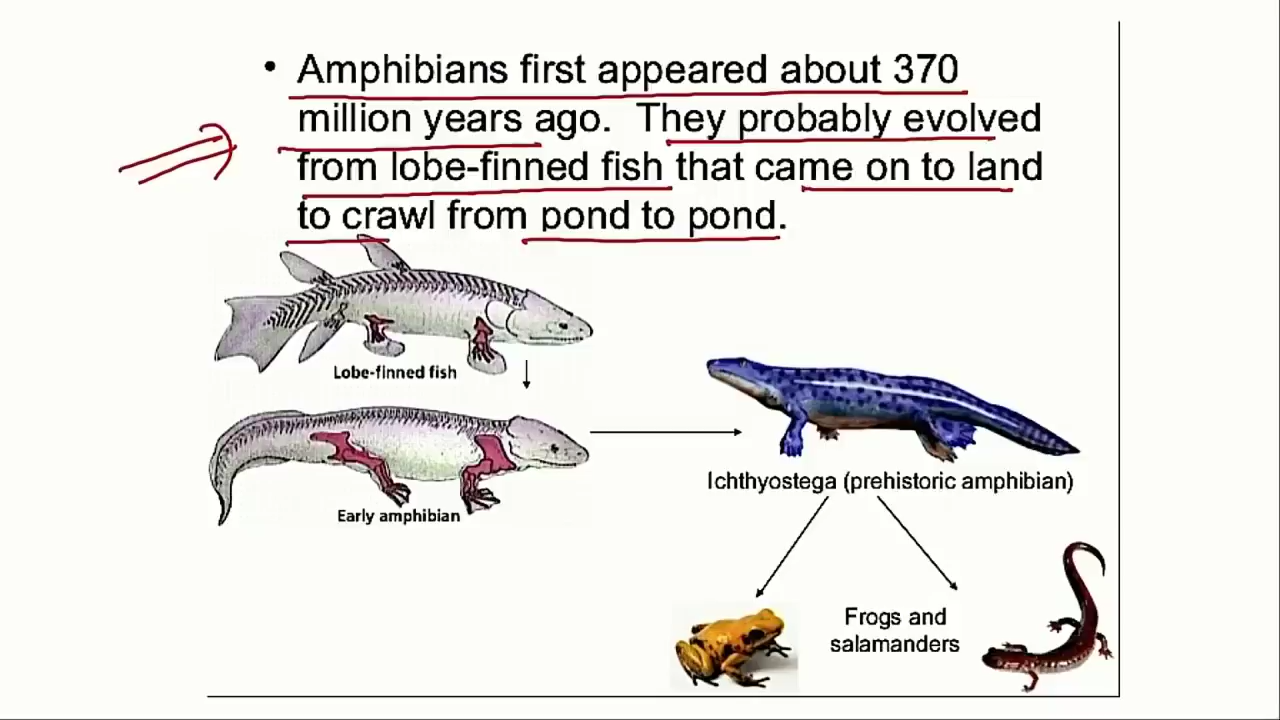 • Amphibians first appeared about 370
million years ago. They probably evolved
from lobe-finned fish that came on to land
to crawl from pond to pond.
Lobe-finned fish
Early amphibian
Ichthyostega (prehistoric amphibian)
Frogs and
salamanders